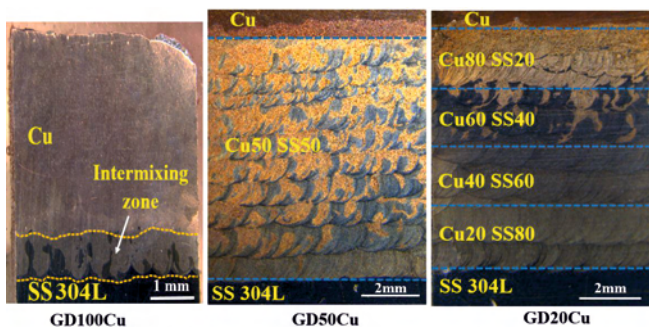 Cu
Intermixing
zone
SS 304L
1 mm
GD100Cu
Cu
Cu50 SS50
SS 304L
2mm
GD50Cu
Cu
Cu80 SS20
Cu60 SS40
Cu40 SS60
Cu20 SS80
SS 304L
2mm
GD20Cu